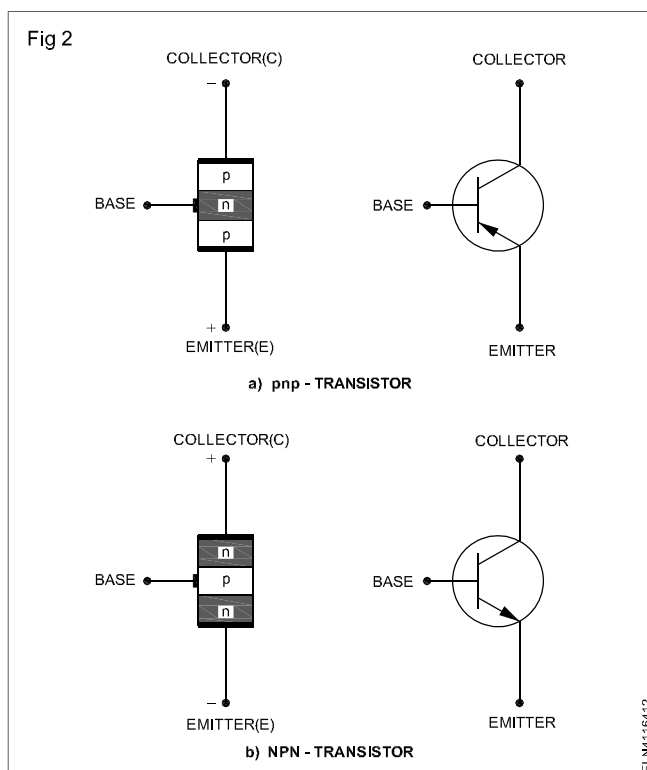 Fig 2
COLLECTOR(C)
COLLECTOR
–
p
BASE
n
BASE
p
+
EMITTER(E)
EMITTER
a) pnp - TRANSISTOR
COLLECTOR(C)
COLLECTOR
+
n
BASE
p
BASE
n
–
EMITTER(E)
EMITTER
b) NPN - TRANSISTOR